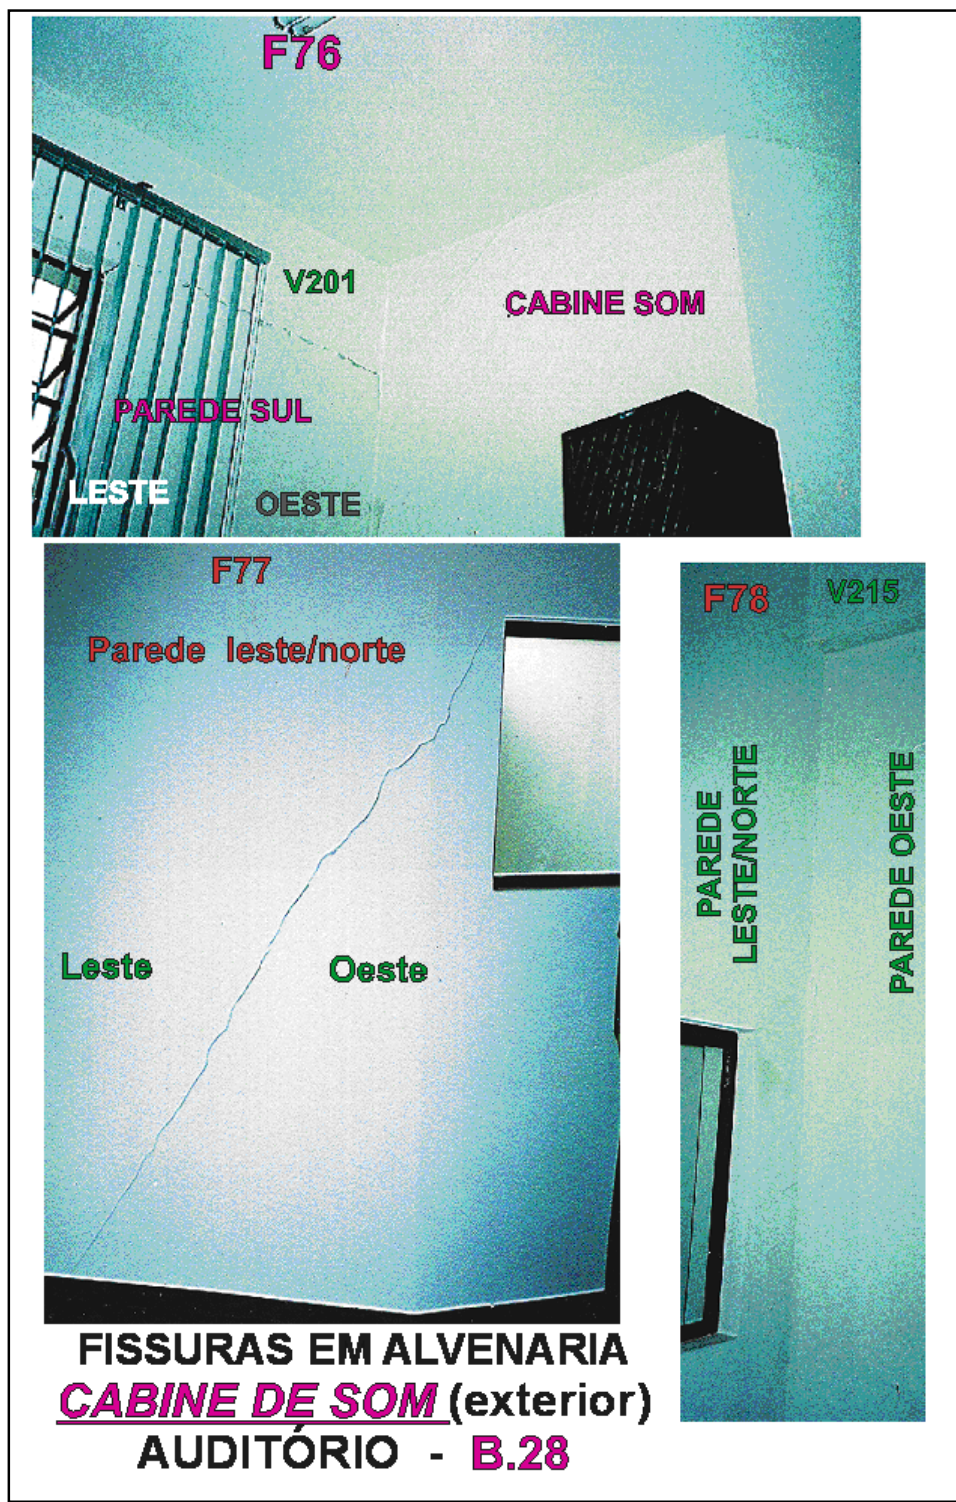 F76
V201
CABINE SOM
PAREDE SUL
LESTE
OESTE
F77
Parede leste/norte
Leste
Oeste
F78
V215
PAREDE
LESTE/NORTE
PAREDE OESTE
FISSURAS EM ALVENARIA
CABINE DE SOM (exterior)
AUDITÓRIO - B.28